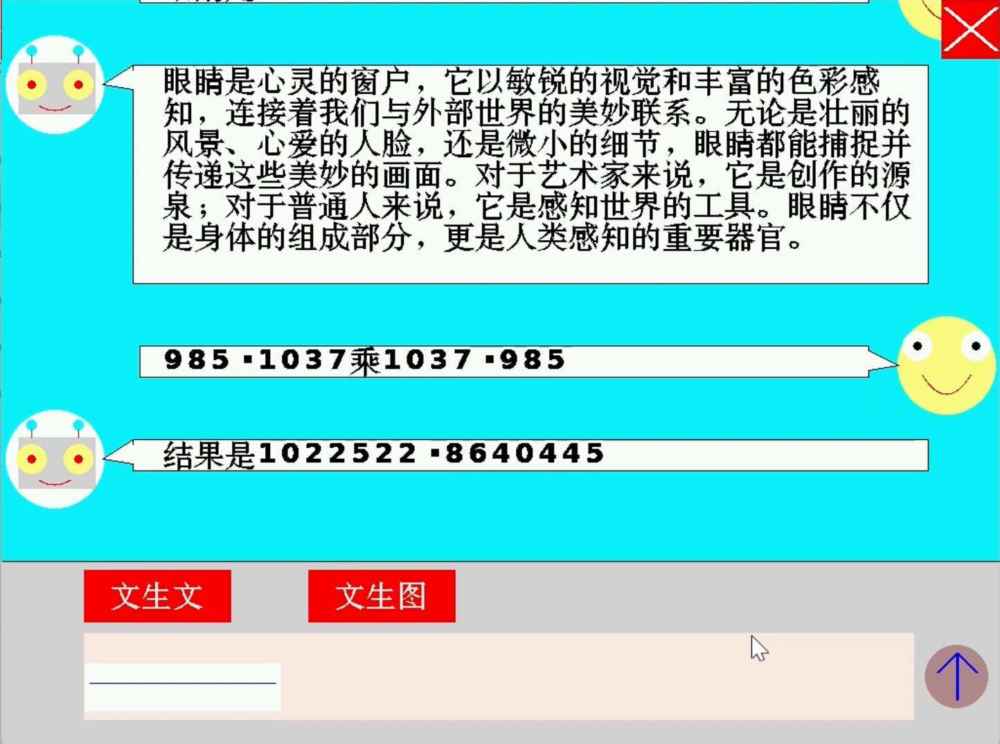 眼睛是心灵的窗户，它以敏锐的视觉和丰富的色彩感
知，连接着我们与外部世界的美妙联系。无论是壮丽的
风景、心爱的人脸，还是微小的细节，眼睛都能捕捉并
传递这些美妙的画面。对于艺术家来说，它是创作的源
泉；对于普通人来说，它是感知世界的工具。眼睛不仅
是身体的组成部分，更是人类感知的重要器官。
985.1037乘1037.985
结果是1022522.8640445
文生文
文生图